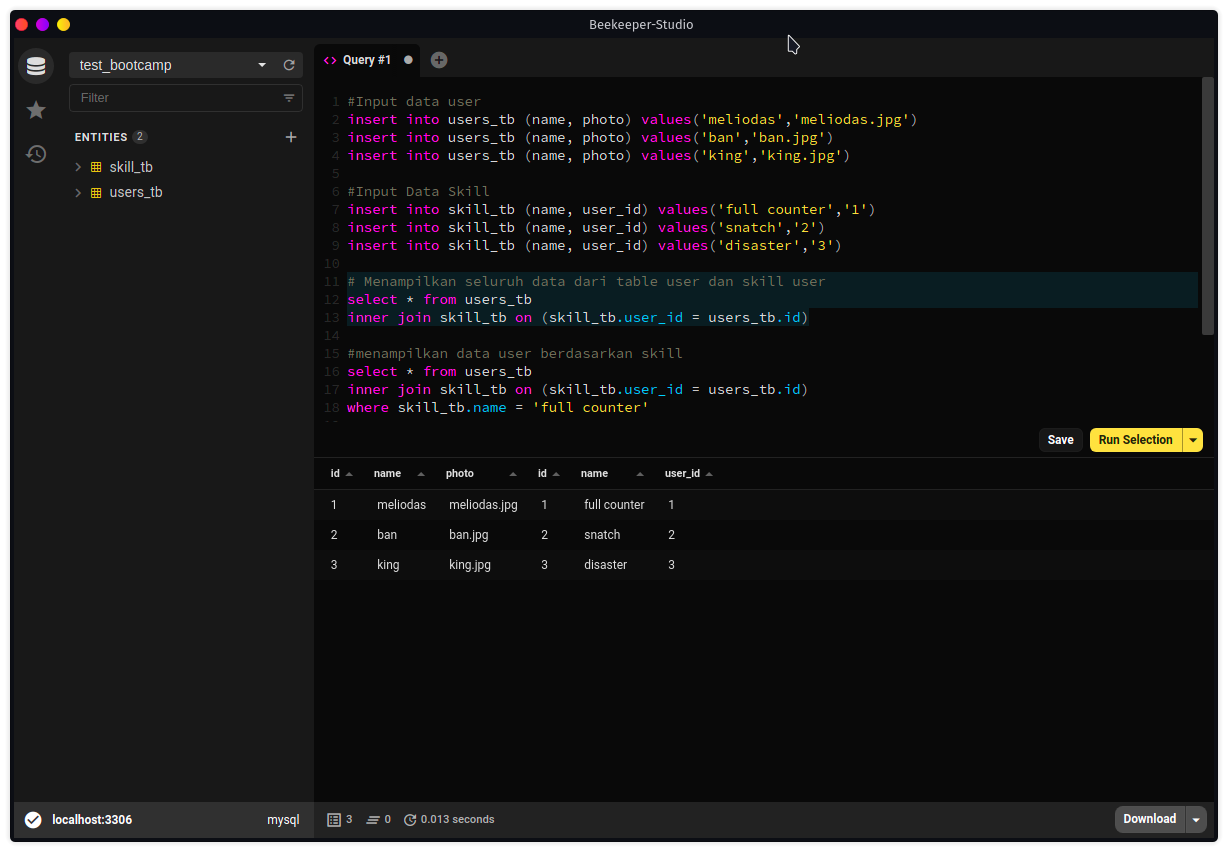 Beekeeper-Studio
test_bootcamp
Filter
ENTITIES 2 +
skill_tb
users_tb
<> Query #1
1 #Input data user
2 insert into users_tb (name, photo) values('meliodas','meliodas.jpg')
3 insert into users_tb (name, photo) values('ban','ban.jpg')
4 insert into users_tb (name, photo) values('king','king.jpg')
5
6 #Input Data Skill
7 insert into skill_tb (name, user_id) values('full counter','1')
8 insert into skill_tb (name, user_id) values('snatch','2')
9 insert into skill_tb (name, user_id) values('disaster','3')
10
11 # Menampilkan seluruh data dari table user dan skill user
12 select * from users_tb
13 inner join skill_tb on (skill_tb.user_id = users_tb.id)
14
15 #menampilkan data user berdasarkan skill
16 select * from users_tb
17 inner join skill_tb on (skill_tb.user_id = users_tb.id)
18 where skill_tb.name = 'full counter'
Save Run Selection
id name photo id name user_id
1 meliodas meliodas.jpg 1 full counter 1
2 ban ban.jpg 2 snatch 2
3 king king.jpg 3 disaster 3
localhost:3306 mysql
3 0 0.013 seconds
Download